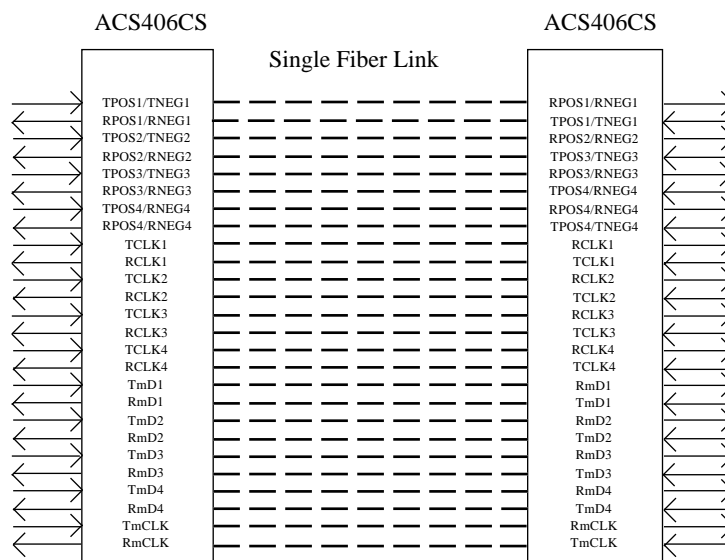 ACS406CS
ACS406CS
Single Fiber Link
TPOS1/TNEG1
RPOS1/RNEG1
RPOS1/RNEG1
TPOS1/TNEG1
TPOS2/TNEG2
RPOS2/RNEG2
RPOS2/RNEG2
TPOS3/TNEG3
TPOS3/TNEG3
RPOS3/RNEG3
RPOS3/RNEG3
TPOS4/RNEG4
TPOS4/RNEG4
RPOS4/RNEG4
RPOS4/RNEG4
TPOS4/TNEG4
TCLK1
RCLK1
RCLK1
TCLK1
TCLK2
RCLK2
RCLK2
TCLK2
TCLK3
RCLK3
RCLK3
TCLK3
TCLK4
RCLK4
RCLK4
TCLK4
TmD1
RmD1
RmD1
TmD1
TmD2
RmD2
RmD2
TmD2
TmD3
RmD3
RmD3
TmD3
TmD4
RmD4
RmD4
TmD4
TmCLK
RmCLK
RmCLK
TmCLK